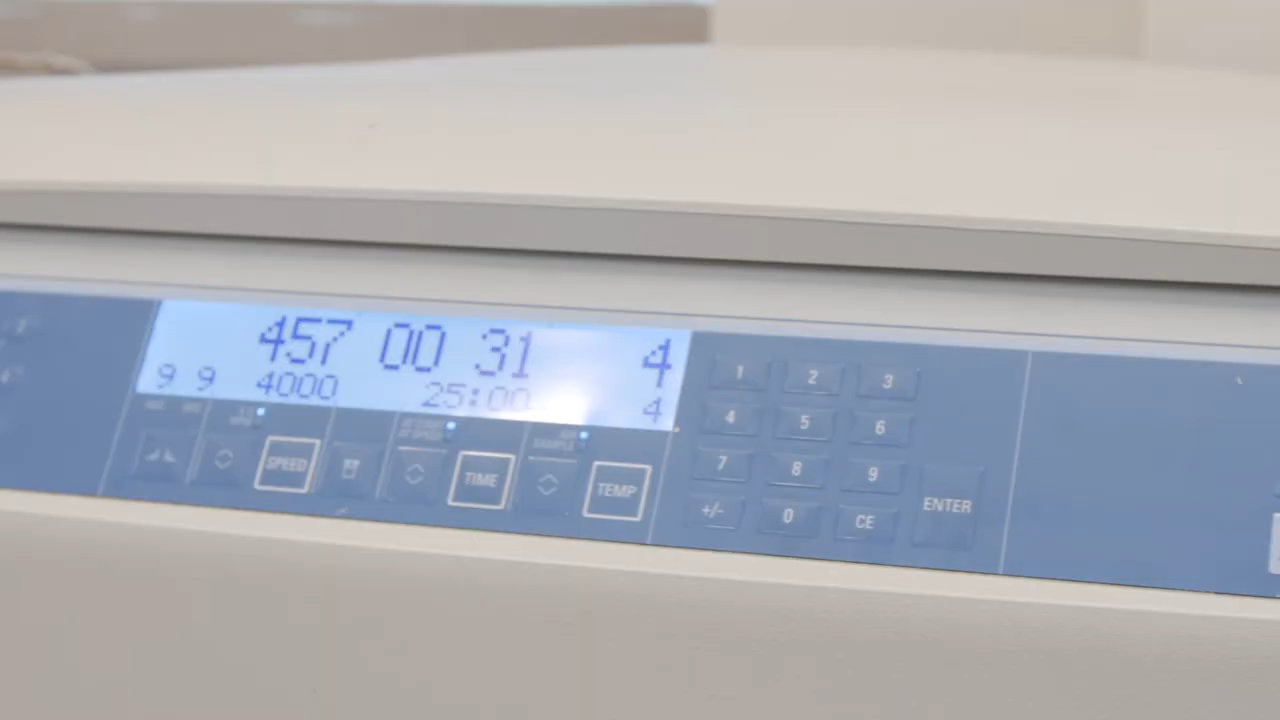 457 00 31 4
9 9 4000 25:00 4
SPEED TIME TEMP
1 2 3
4 5 6
7 8 9
+/- 0 CE ENTER